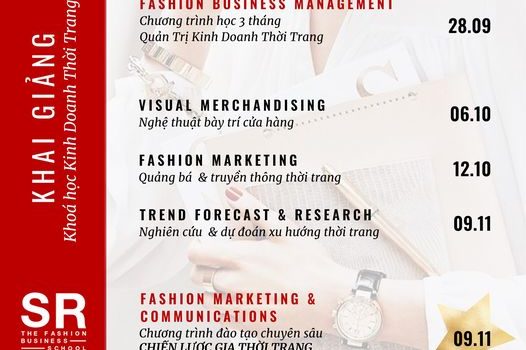 KHAI GIẢNG
Khoá học Kinh Doanh Thời Trang
FASHION BUSINESS MANAGEMENT
Chương trình học 3 tháng
Quản Trị Kinh Doanh Thời Trang
28.09
VISUAL MERCHANDISING
Nghệ thuật bày trí cửa hàng
06.10
FASHION MARKETING
Quảng bá & truyền thông thời trang
12.10
TREND FORECAST & RESEARCH
Nghiên cứu & dự đoán xu hướng thời trang
09.11
FASHION MARKETING &
COMMUNICATIONS
Chương trình đào tạo chuyên sâu
CHIẾN LƯỢC GIA THỜI TRANG
09.11
SR
THE FASHION
BUSINESS
SCHOOL